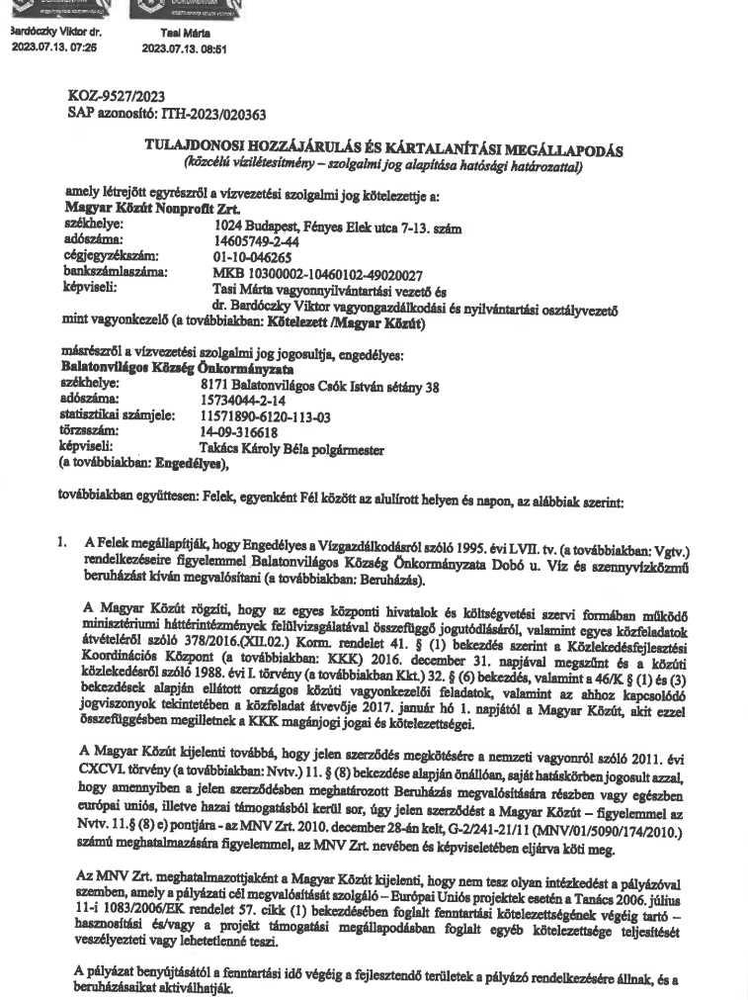 DOKUMENTUM
DOKUMENTUM
Bardóczky Viktor dr.
Tasi Márta
2023.07.13. 07:25
2023.07.13. 08:51
KOZ-9527/2023
SAP azonosító: ITH-2023/020363
TULAJDONOSI HOZZÁJÁRULÁS ÉS KÁRTALANÍTÁSI MEGÁLLAPODÁS
(közcélú vízilétesítmény – szolgalmi jog alapítása hatósági határozattal)
amely létrejött egyrészről a vízvezetési szolgalmi jog kötelezettje a:
Magyar Közút Nonprofit Zrt.
székhelye: 1024 Budapest, Fényes Elek utca 7-13. szám
adószáma: 14605749-2-44
cégjegyzékszám: 01-10-046265
bankszámlaszáma: MKB 10300002-10460102-49020027
képviseli: Tasi Márta vagyonnyilvántartási vezető és
dr. Bardóczky Viktor vagyongazdálkodási és nyilvántartási osztályvezető
mint vagyonkezelő (a továbbiakban: Kötelezett /Magyar Közút)
másrészről a vízvezetési szolgalmi jog jogosultja, engedélyes:
Balatonvilágos Község Önkormányzata
székhelye: 8171 Balatonvilágos Csók István sétány 38
adószáma: 15734044-2-14
statisztikai számjele: 11571890-6120-113-03
törzsszám: 14-09-316618
képviseli: Takács Károly Béla polgármester
(a továbbiakban: Engedélyes),
továbbiakban együttesen: Felek, egyenként Fél között az alulírott helyen és napon, az alábbiak szerint:
1. A Felek megállapítják, hogy Engedélyes a Vízgazdálkodásról szóló 1995. évi LVII. tv. (a továbbiakban: Vgtv.)
rendelkezéseire figyelemmel Balatonvilágos Község Önkormányzata Dobó u. Víz és szennyvízközmű
beruházást kíván megvalósítani (a továbbiakban: Beruházás).
A Magyar Közút rögzíti, hogy az egyes központi hivatalok és költségvetési szervi formában működő
minisztériumi háttérintézmények felülvizsgálatával összefüggő jogutódlásáról, valamint egyes közfeladatok
átvételéről szóló 378/2016.(XII.02.) Korm. rendelet 41. § (1) bekezdés szerint a Közlekedésfejlesztési
Koordinációs Központ (a továbbiakban: KKK) 2016. december 31. napjával megszűnt és a közúti
közlekedésről szóló 1988. évi I. törvény (a továbbiakban Kkt.) 32. § (6) bekezdés, valamint a 46/K § (1) és (3)
bekezdések alapján ellátott országos közúti vagyonkezelői feladatok, valamint az ahhoz kapcsolódó
jogviszonyok tekintetében a közfeladat átvevője 2017. január hó 1. napjától a Magyar Közút, akit ezzel
összefüggésben megilletnek a KKK magánjogi jogai és kötelezettségei.
A Magyar Közút kijelenti továbbá, hogy jelen szerződés megkötésére a nemzeti vagyonról szóló 2011. évi
CXCVI. törvény (a továbbiakban: Nvtv.) 11. § (8) bekezdése alapján önállóan, saját hatáskörben jogosult azzal,
hogy amennyiben a jelen szerződésben meghatározott Beruházás megvalósítására részben vagy egészben
európai uniós, illetve hazai támogatásból kerül sor, úgy jelen szerződést a Magyar Közút – figyelemmel az
Nvtv. 11.§ (8) e) pontjára - az MNV Zrt. 2010. december 28-án kelt, G-2/241-21/11 (MNV/01/5090/174/2010.)
számú meghatalmazására figyelemmel, az MNV Zrt. nevében és képviseletében eljárva köti meg.
Az MNV Zrt. meghatalmazottjaként a Magyar Közút kijelenti, hogy nem tesz olyan intézkedést a pályázóval
szemben, amely a pályázati cél megvalósítását szolgáló – Európai Uniós projektek esetén a Tanács 2006. július
11-i 1083/2006/EK rendelet 57. cikk (1) bekezdésében foglalt fenntartási kötelezettségének végéig tartó –
hasznosítási és/vagy a projekt támogatási megállapodásban foglalt egyéb kötelezettsége teljesítését
veszélyezteti vagy lehetetlenné teszi.
A pályázat benyújtásától a fenntartási idő végéig a fejlesztendő területek a pályázó rendelkezésére állnak, és a
beruházásaikat aktiválhatják.